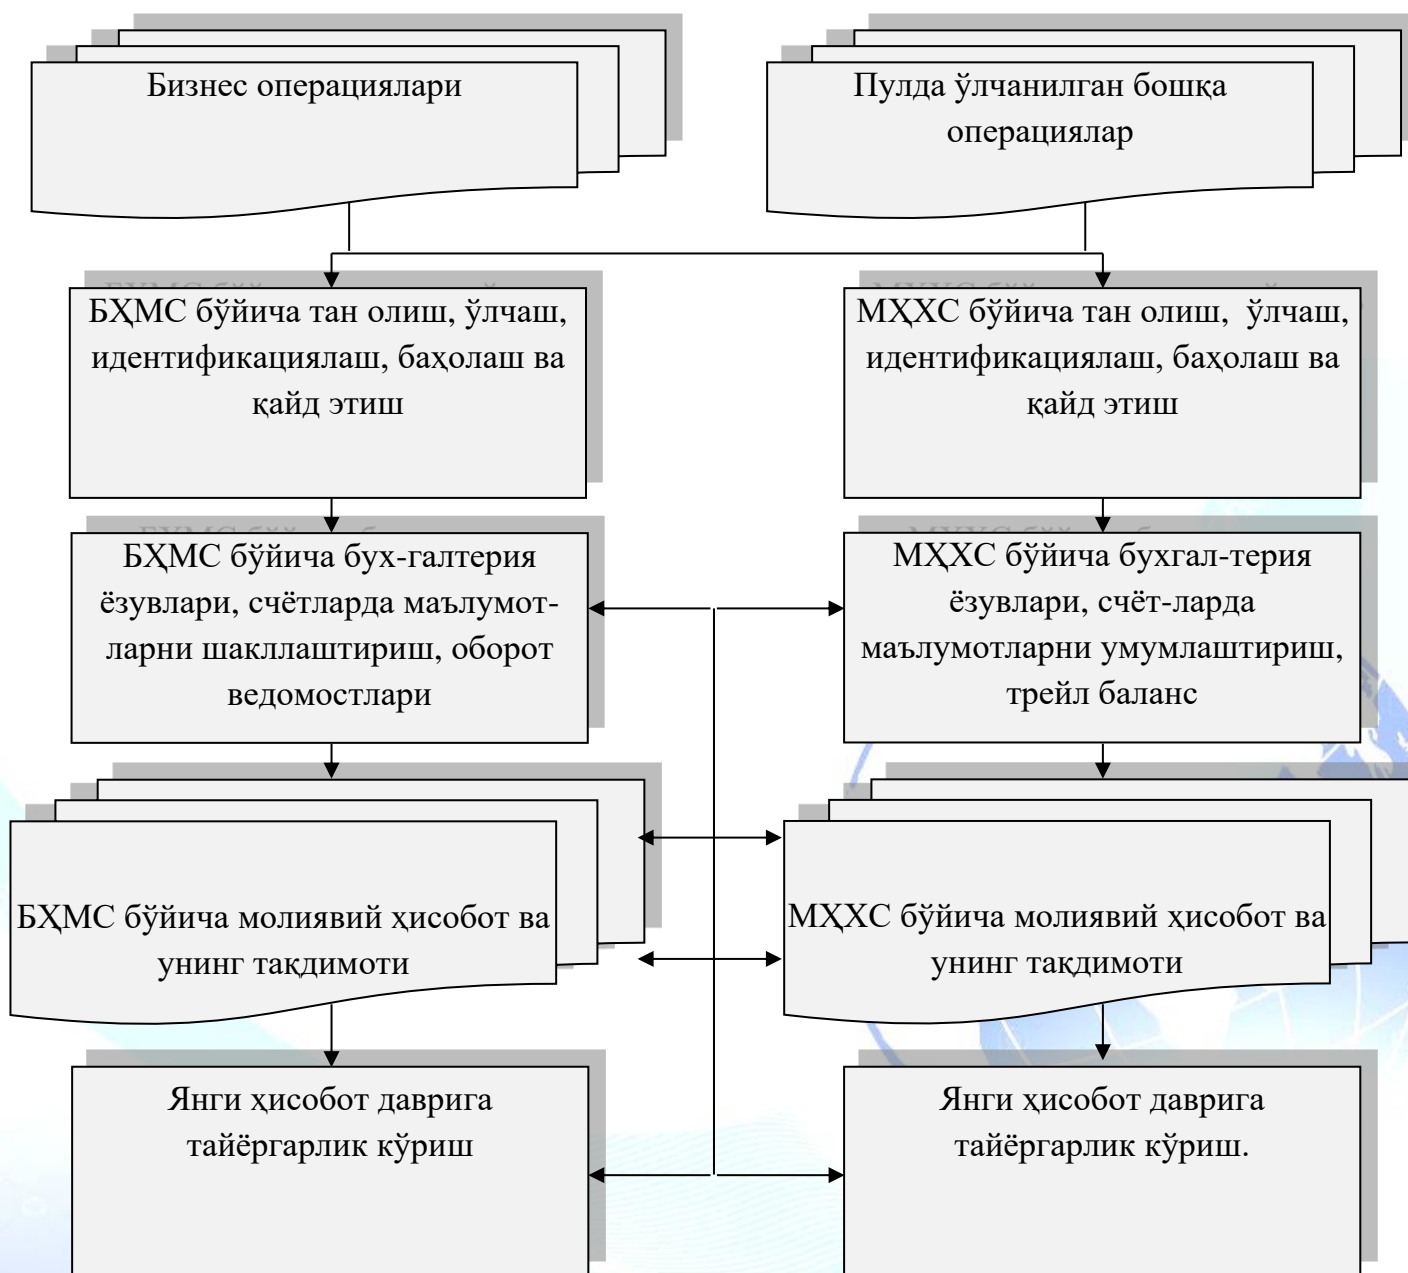 Бизнес операциялари
Пулда ўлчанилган бошқа
операциялар
БҲМС бўйича тан олиш, ўлчаш,
идентификациялаш, баҳолаш ва
қайд этиш
МҲХС бўйича тан олиш, ўлчаш,
идентификациялаш, баҳолаш ва
қайд этиш
БҲМС бўйича бух-галтерия
ёзувлари, счётларда маълумот-
ларни шакллаштириш, оборот
ведомостлари
МҲХС бўйича бухгал-терия
ёзувлари, счёт-ларда
маълумотларни умумлаштириш,
трейл баланс
БҲМС бўйича молиявий ҳисобот ва
унинг тақдимоти
МҲХС бўйича молиявий ҳисобот ва
унинг тақдимоти
Янги ҳисобот даврига
тайёргарлик кўриш
Янги ҳисобот даврига
тайёргарлик кўриш.